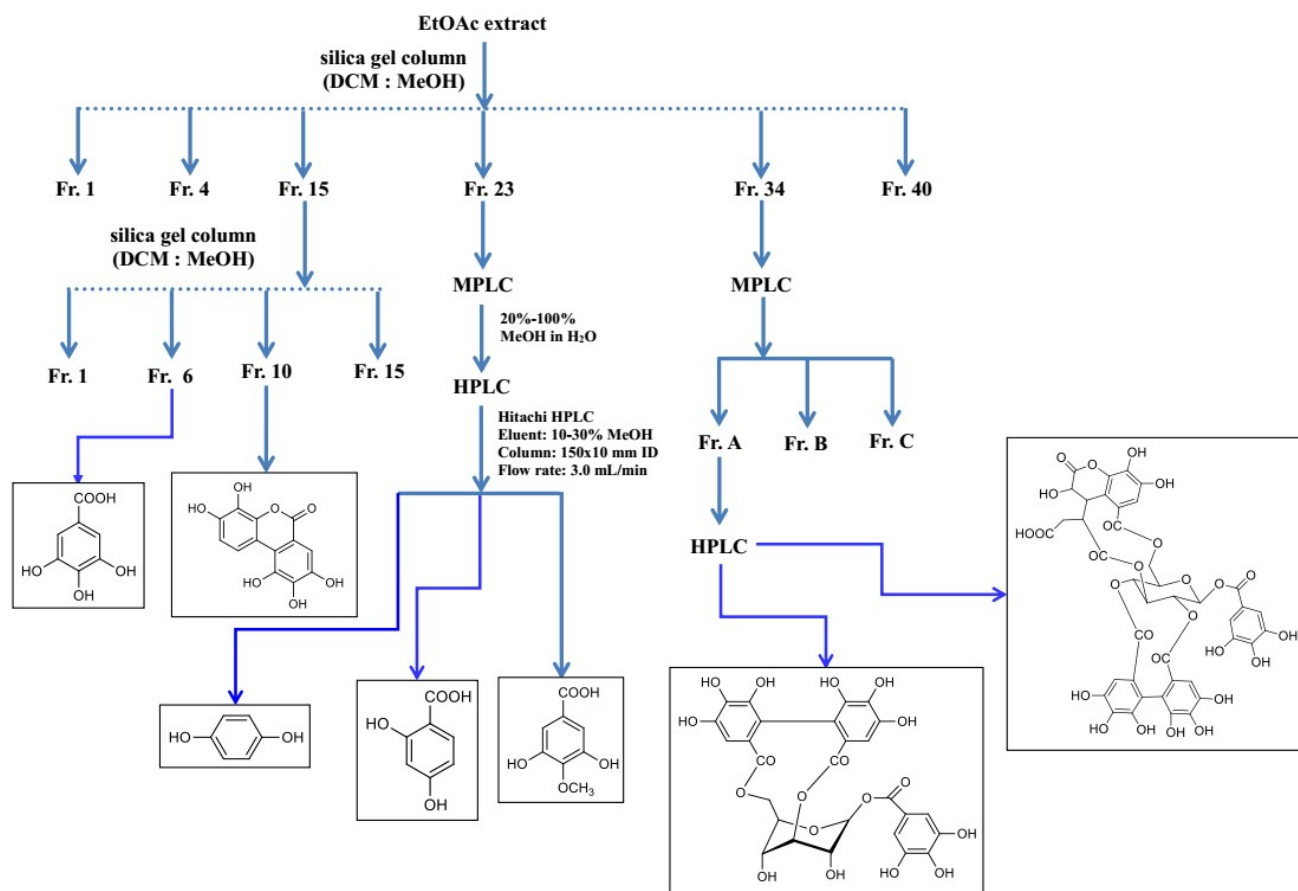 EtOAc extract
silica gel column
(DCM : MeOH)
Fr. 1
Fr. 4
Fr. 15
Fr. 23
Fr. 34
Fr. 40
silica gel column
(DCM : MeOH)
MPLC
MPLC
20%-100%
MeOH in H₂O
Fr. 1
Fr. 6
Fr. 10
Fr. 15
HPLC
Hitachi HPLC
Eluent: 10-30% MeOH
Column: 150x10 mm ID
Flow rate: 3.0 mL/min
Fr. A
Fr. B
Fr. C
HPLC
COOH
HO
OH
OH
OH
HO
O
O
HO
OH
OH
HO
OH
COOH
HO
OH
COOH
HO
OH
OCH₃
HO
OH
OH
OH
OH
HO
HO
OH
CO
CO
O
O
O
O
O
OH
OH
OH
HO
OH
OH
O
O
OH
OH
HO
HOOC
CO
O
CO
O
O
O
O
O
O
CO
CO
OH
HO
OH
HO
HO
OH
OH
OH
OH